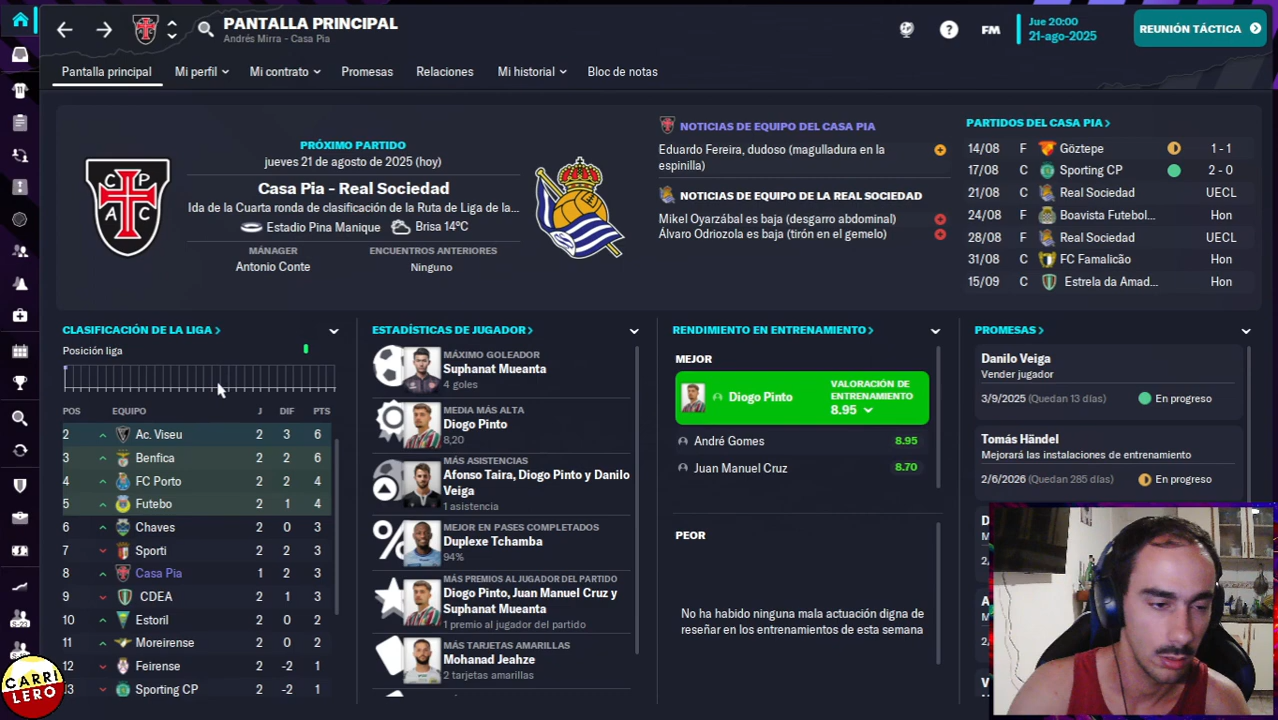 PANTALLA PRINCIPAL
Andrés Mirra - Casa Pia
FM
Jue 20:00
21-ago-2025
REUNIÓN TÁCTICA
Pantalla principal
Mi perfil
Mi contrato
Promesas
Relaciones
Mi historial
Bloc de notas
CPAC
PRÓXIMO PARTIDO
jueves 21 de agosto de 2025 (hoy)
Casa Pia - Real Sociedad
Ida de la Cuarta ronda de clasificación de la Ruta de Liga de la...
Estadio Pina Manique
Brisa 14ºC
MÁNAGER
Antonio Conte
ENCUENTROS ANTERIORES
Ninguno
NOTICIAS DE EQUIPO DEL CASA PIA
Eduardo Fereira, dudoso (magulladura en la
espinilla)
NOTICIAS DE EQUIPO DE LA REAL SOCIEDAD
Mikel Oyarzábal es baja (desgarro abdominal)
Álvaro Odriozola es baja (tirón en el gemelo)
PARTIDOS DEL CASA PIA
14/08 F Göztepe 1 - 1
17/08 C Sporting CP 2 - 0
21/08 C Real Sociedad UECL
24/08 F Boavista Futebol... Hon
28/08 F Real Sociedad UECL
31/08 C FC Famalicão Hon
15/09 C Estrela da Amad... Hon
CLASIFICACIÓN DE LA LIGA
Posición liga
POS EQUIPO J DIF PTS
2 Ac. Viseu 2 3 6
3 Benfica 2 2 6
4 FC Porto 2 2 4
5 Futebo 2 1 4
6 Chaves 2 0 3
7 Sporti 2 2 3
8 Casa Pia 1 2 3
9 CDEA 2 1 3
10 Estoril 2 0 2
11 Moreirense 2 0 2
12 Feirense 2 -2 1
13 Sporting CP 2 -2 1
ESTADÍSTICAS DE JUGADOR
MÁXIMO GOLEADOR
Suphanat Mueanta
4 goles
MEDIA MÁS ALTA
Diogo Pinto
8,20
MÁS ASISTENCIAS
Afonso Taira, Diogo Pinto y Danilo
Veiga
1 asistencia
MEJOR EN PASES COMPLETADOS
Duplexe Tchamba
94%
MÁS PREMIOS AL JUGADOR DEL PARTIDO
Diogo Pinto, Juan Manuel Cruz y
Suphanat Mueanta
1 premio al jugador del partido
MÁS TARJETAS AMARILLAS
Mohanad Jeahze
2 tarjetas amarillas
RENDIMIENTO EN ENTRENAMIENTO
MEJOR
Diogo Pinto
VALORACIÓN DE
ENTRENAMIENTO
8.95
André Gomes 8.95
Juan Manuel Cruz 8.70
PEOR
No ha habido ninguna mala actuación digna de
reseñar en los entrenamientos de esta semana
PROMESAS
Danilo Veiga
Vender jugador
3/9/2025 (Quedan 13 días) En progreso
Tomás Händel
Mejorará las instalaciones de entrenamiento
2/6/2026 (Quedan 285 días) En progreso
CARRI
LERO